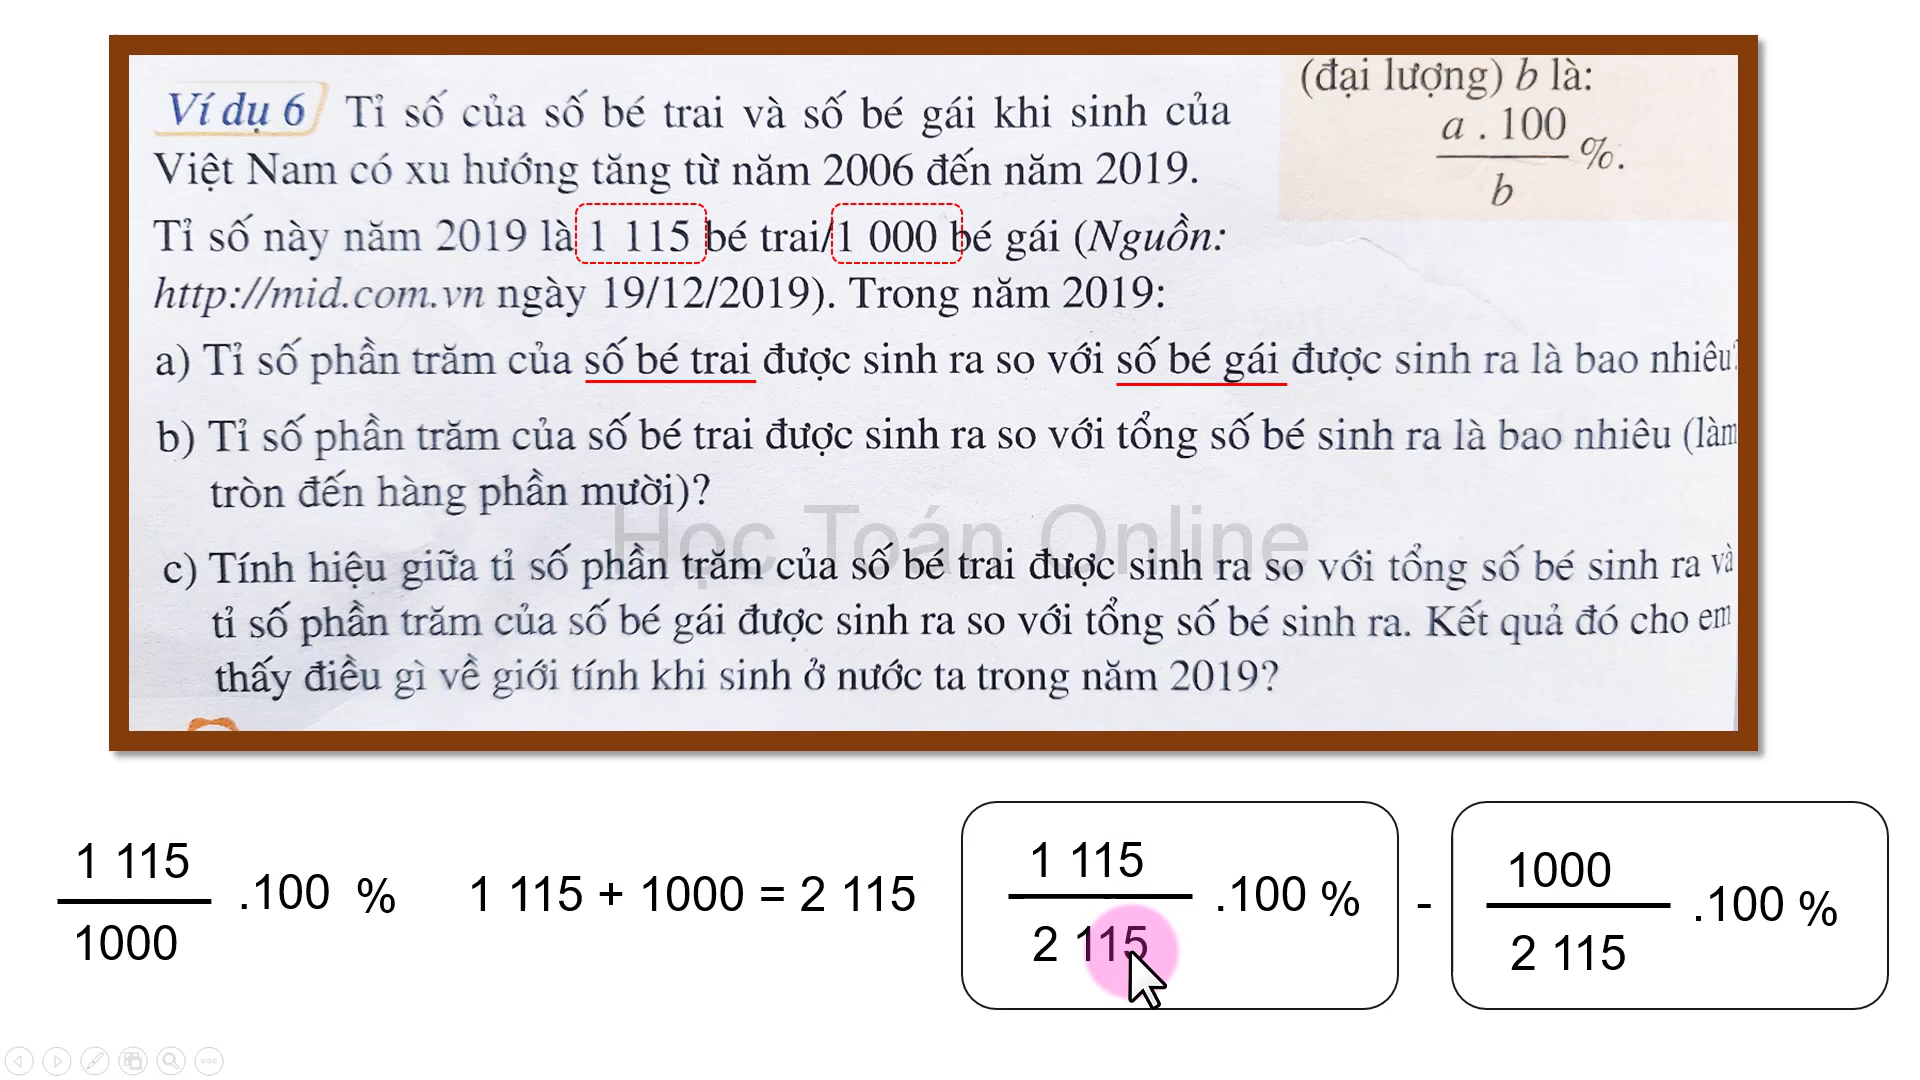 (đại lượng) b là:
a . 100
b
%.
Ví dụ 6 Tỉ số của số bé trai và số bé gái khi sinh của
Việt Nam có xu hướng tăng từ năm 2006 đến năm 2019.
Tỉ số này năm 2019 là 1 115 bé trai/1 000 bé gái (Nguồn:
http://mid.com.vn ngày 19/12/2019). Trong năm 2019:
a) Tỉ số phần trăm của số bé trai được sinh ra so với số bé gái được sinh ra là bao nhiêu?
b) Tỉ số phần trăm của số bé trai được sinh ra so với tổng số bé sinh ra là bao nhiêu (làm
tròn đến hàng phần mười)?
Học Toán Online
c) Tính hiệu giữa tỉ số phần trăm của số bé trai được sinh ra so với tổng số bé sinh ra và
tỉ số phần trăm của số bé gái được sinh ra so với tổng số bé sinh ra. Kết quả đó cho em
thấy điều gì về giới tính khi sinh ở nước ta trong năm 2019?
1 115
1000
.100 %
1 115 + 1000 = 2 115
1 115
2 115
.100 %
-
1000
2 115
.100 %